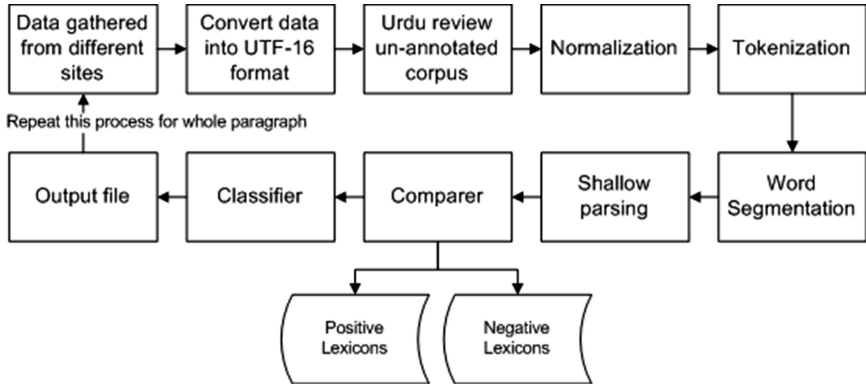 Data gathered
from different
sites
Convert data
into UTF-16
format
Urdu review
un-annotated
corpus
Normalization
Tokenization
Repeat this process for whole paragraph
Output file
Classifier
Comparer
Shallow
parsing
Word
Segmentation
Positive
Lexicons
Negative
Lexicons